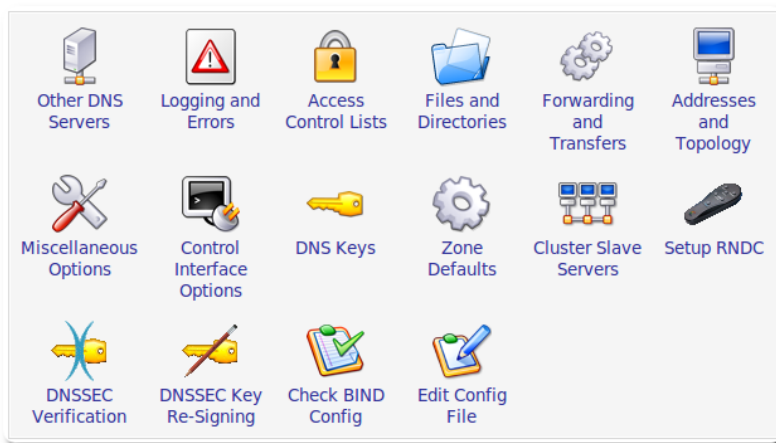 Other DNS
Servers
Logging and
Errors
Access
Control Lists
Files and
Directories
Forwarding
and
Transfers
Addresses
and
Topology
Miscellaneous
Options
Control
Interface
Options
DNS Keys
Zone
Defaults
Cluster Slave
Servers
Setup RNDC
DNSSEC
Verification
DNSSEC Key
Re-Signing
Check BIND
Config
Edit Config
File